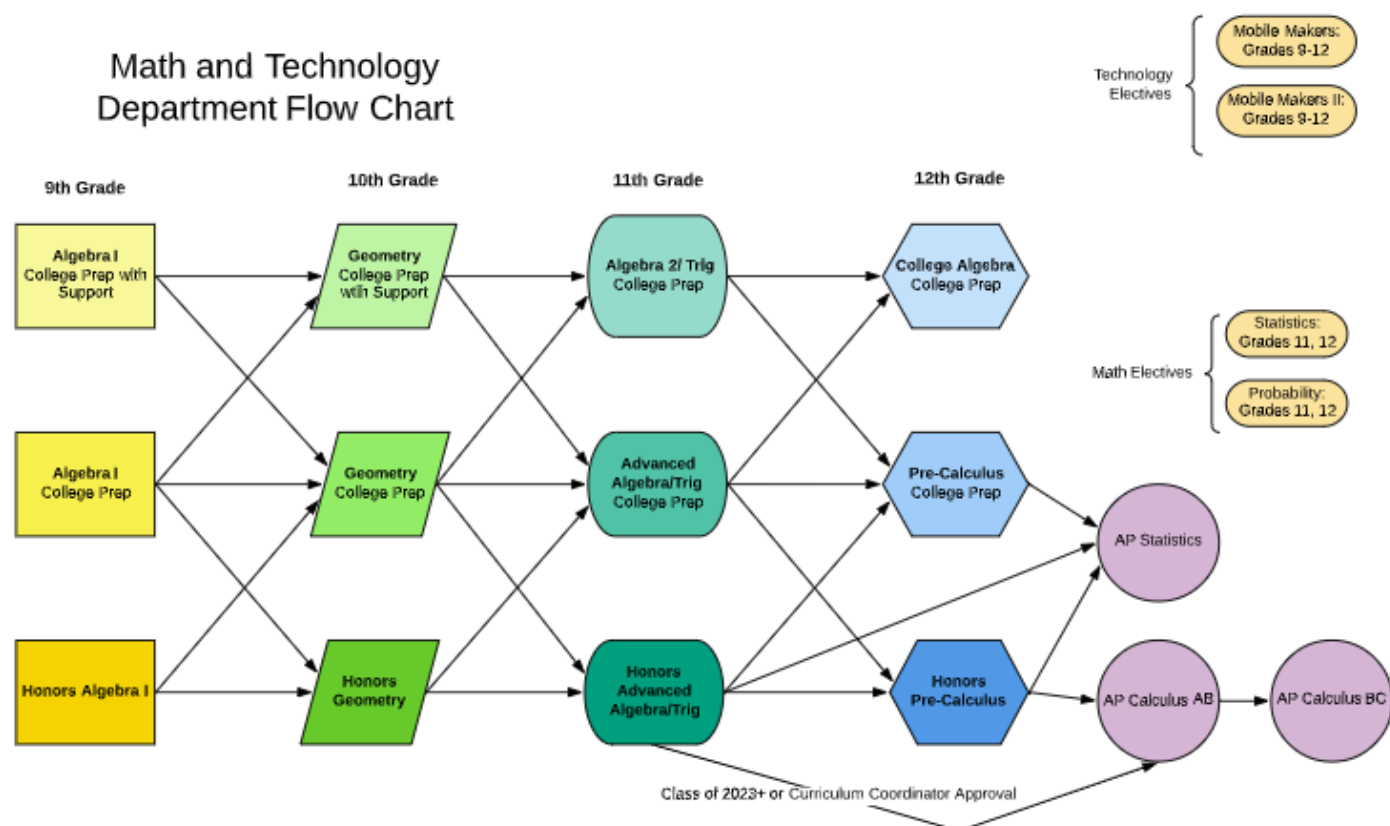 Math and Technology
Department Flow Chart
Technology
Electives
Mobile Makers:
Grades 9-12
Mobile Makers II:
Grades 9-12
9th Grade
10th Grade
11th Grade
12th Grade
Algebra I
College Prep with
Support
Geometry
College Prep
with Support
Algebra 2/ Trig
College Prep
College Algebra
College Prep
Math Electives
Statistics:
Grades 11, 12
Probability:
Grades 11, 12
Algebra I
College Prep
Geometry
College Prep
Advanced
Algebra/Trig
College Prep
Pre-Calculus
College Prep
AP Statistics
Honors Algebra I
Honors
Geometry
Honors
Advanced
Algebra/Trig
Honors
Pre-Calculus
AP Calculus AB
AP Calculus BC
Class of 2023+ or Curriculum Coordinator Approval